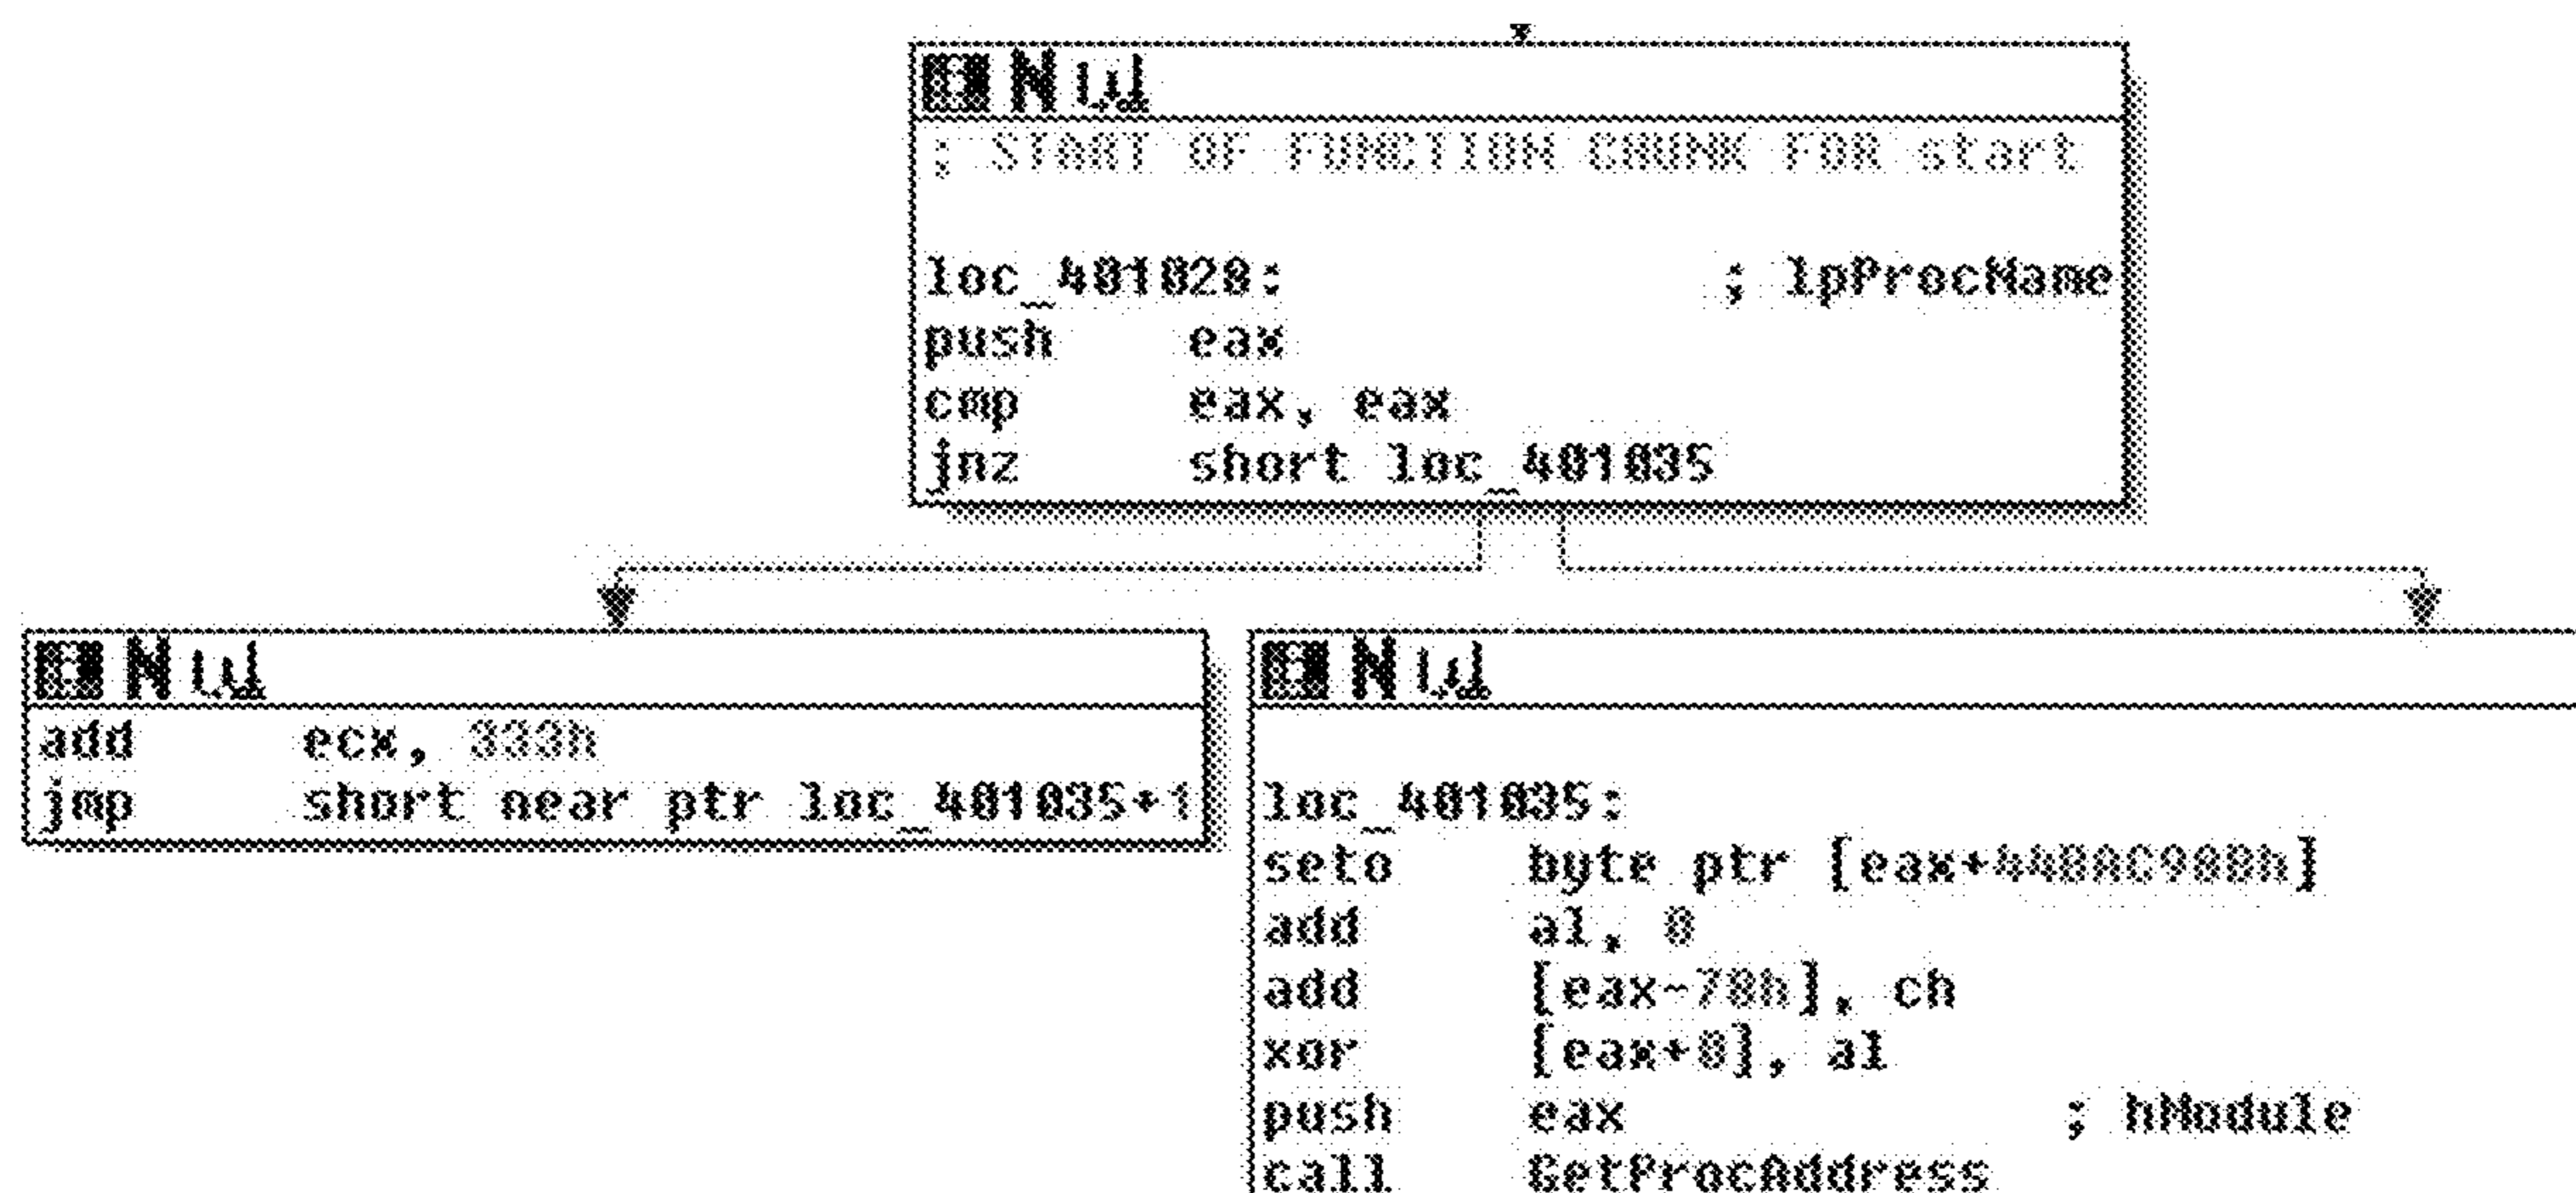 ; START OF FUNCTION CHUNK FOR start
loc_401020: ; lpProcName
push eax
cmp eax, eax
jnz short loc_401035
add ecx, 333h
jmp short near ptr loc_401035+1
loc_401035:
seto byte ptr
add al, 0
add [eax-70h], ch
xor [eax+0], al
push eax ; hModule
call GetProcAddress